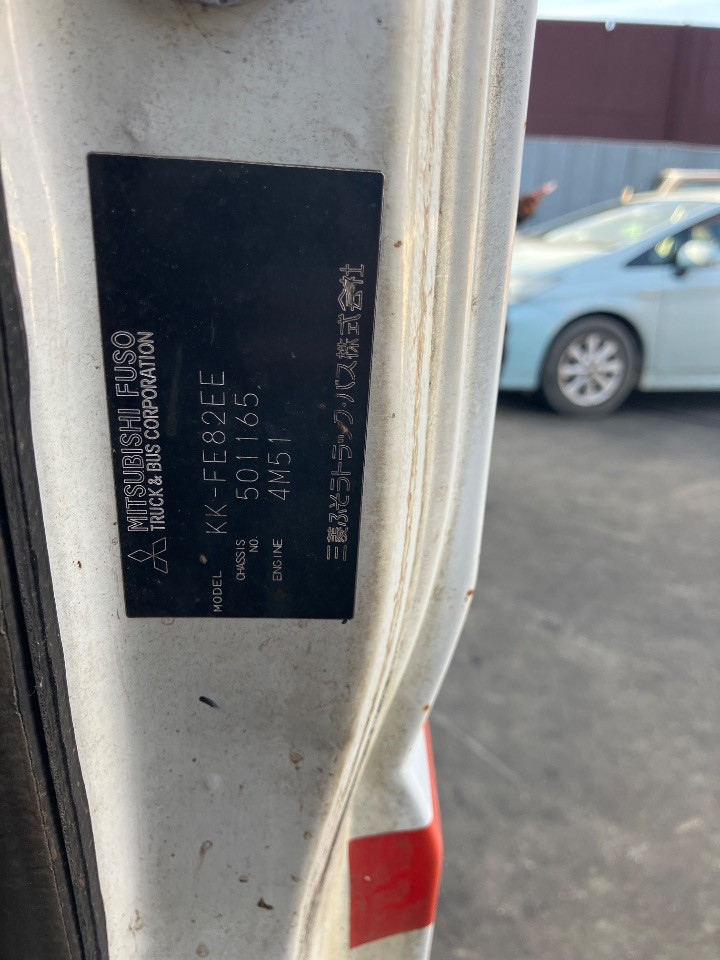 MITSUBISHI FUSO
TRUCK & BUS CORPORATION
MODEL KK-FE82EE
CHASSIS NO. 501165
ENGINE 4M51
三菱ふそうトラック・バス株式会社